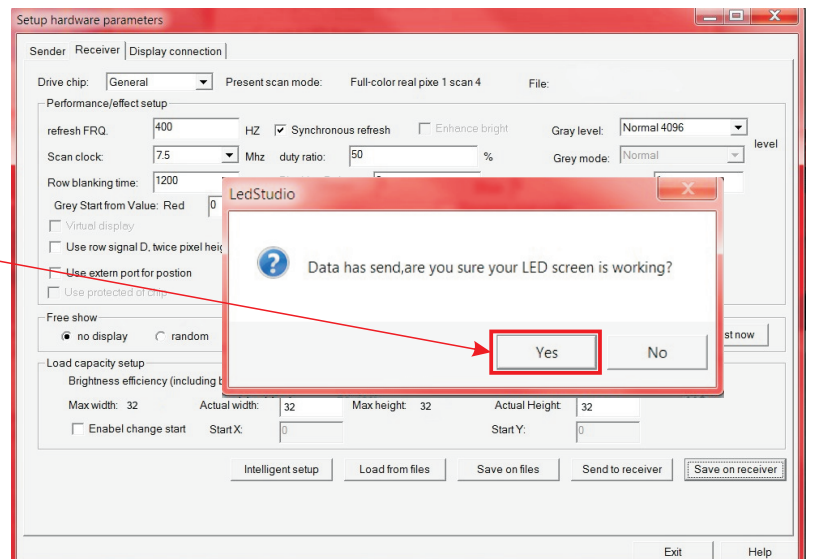 Setup hardware parameters
Sender Receiver Display connection
Drive chip: General Present scan mode: Full-color real pixe 1 scan 4 File:
Performance/effect setup
refresh FRQ. 400 HZ Synchronous refresh Enhance bright Gray level: Normal 4096 level
Scan clock: 7.5 Mhz duty ratio: 50 % Grey mode: Normal
Row blanking time: 1200
Grey Start from Value: Red 0
Virtual display
Use row signal D, twice pixel heig
Use extern port for postion
Use protected of chip
LedStudio
Data has send,are you sure your LED screen is working?
Yes No
Free show
no display random st now
Load capacity setup
Brightness efficiency (including b
Max width: 32 Actual width: 32 Max height 32 Actual Height: 32
Enabel change start Start X: 0 Start Y: 0
Intelligent setup Load from files Save on files Send to receiver Save on receiver
Exit Help